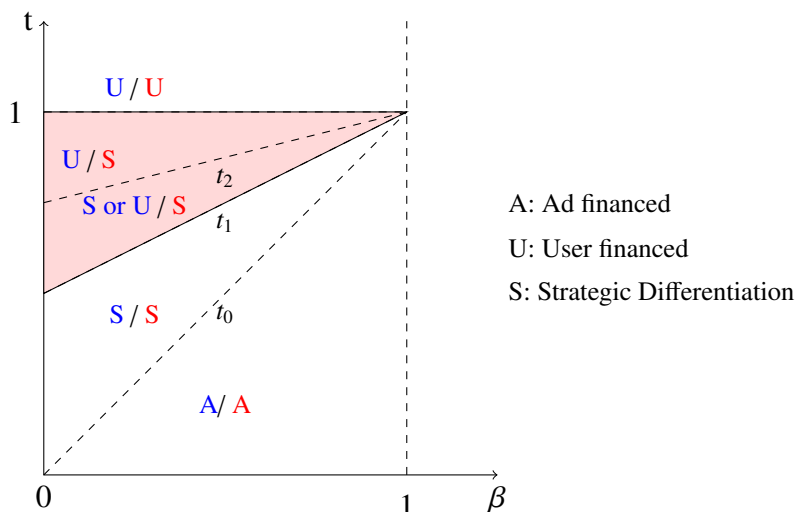 t
U / U
1
U / S
t₂
S or U / S
t₁
A: Ad financed
U: User financed
S: Strategic Differentiation
S / S
t₀
A/ A
0
1
β